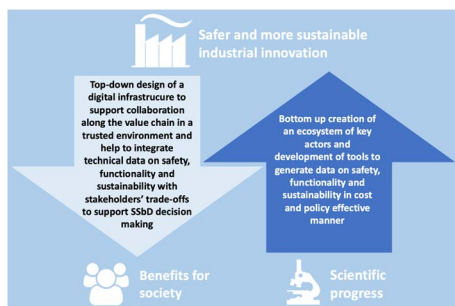 Safer and more sustainable
industrial innovation
Top-down design of a
digital infrastrucure to
support collaboration
along the value chain in a
trusted environment and
help to integrate
technical data on safety,
functionality and
sustainability with
stakeholders' trade-offs
to support SSbD decision
making
Bottom up creation of
an ecosystem of key
actors and
development of tools to
generate data on safety,
functionality and
sustainability in cost
and policy effective
manner
Benefits for
society
Scientific
progress